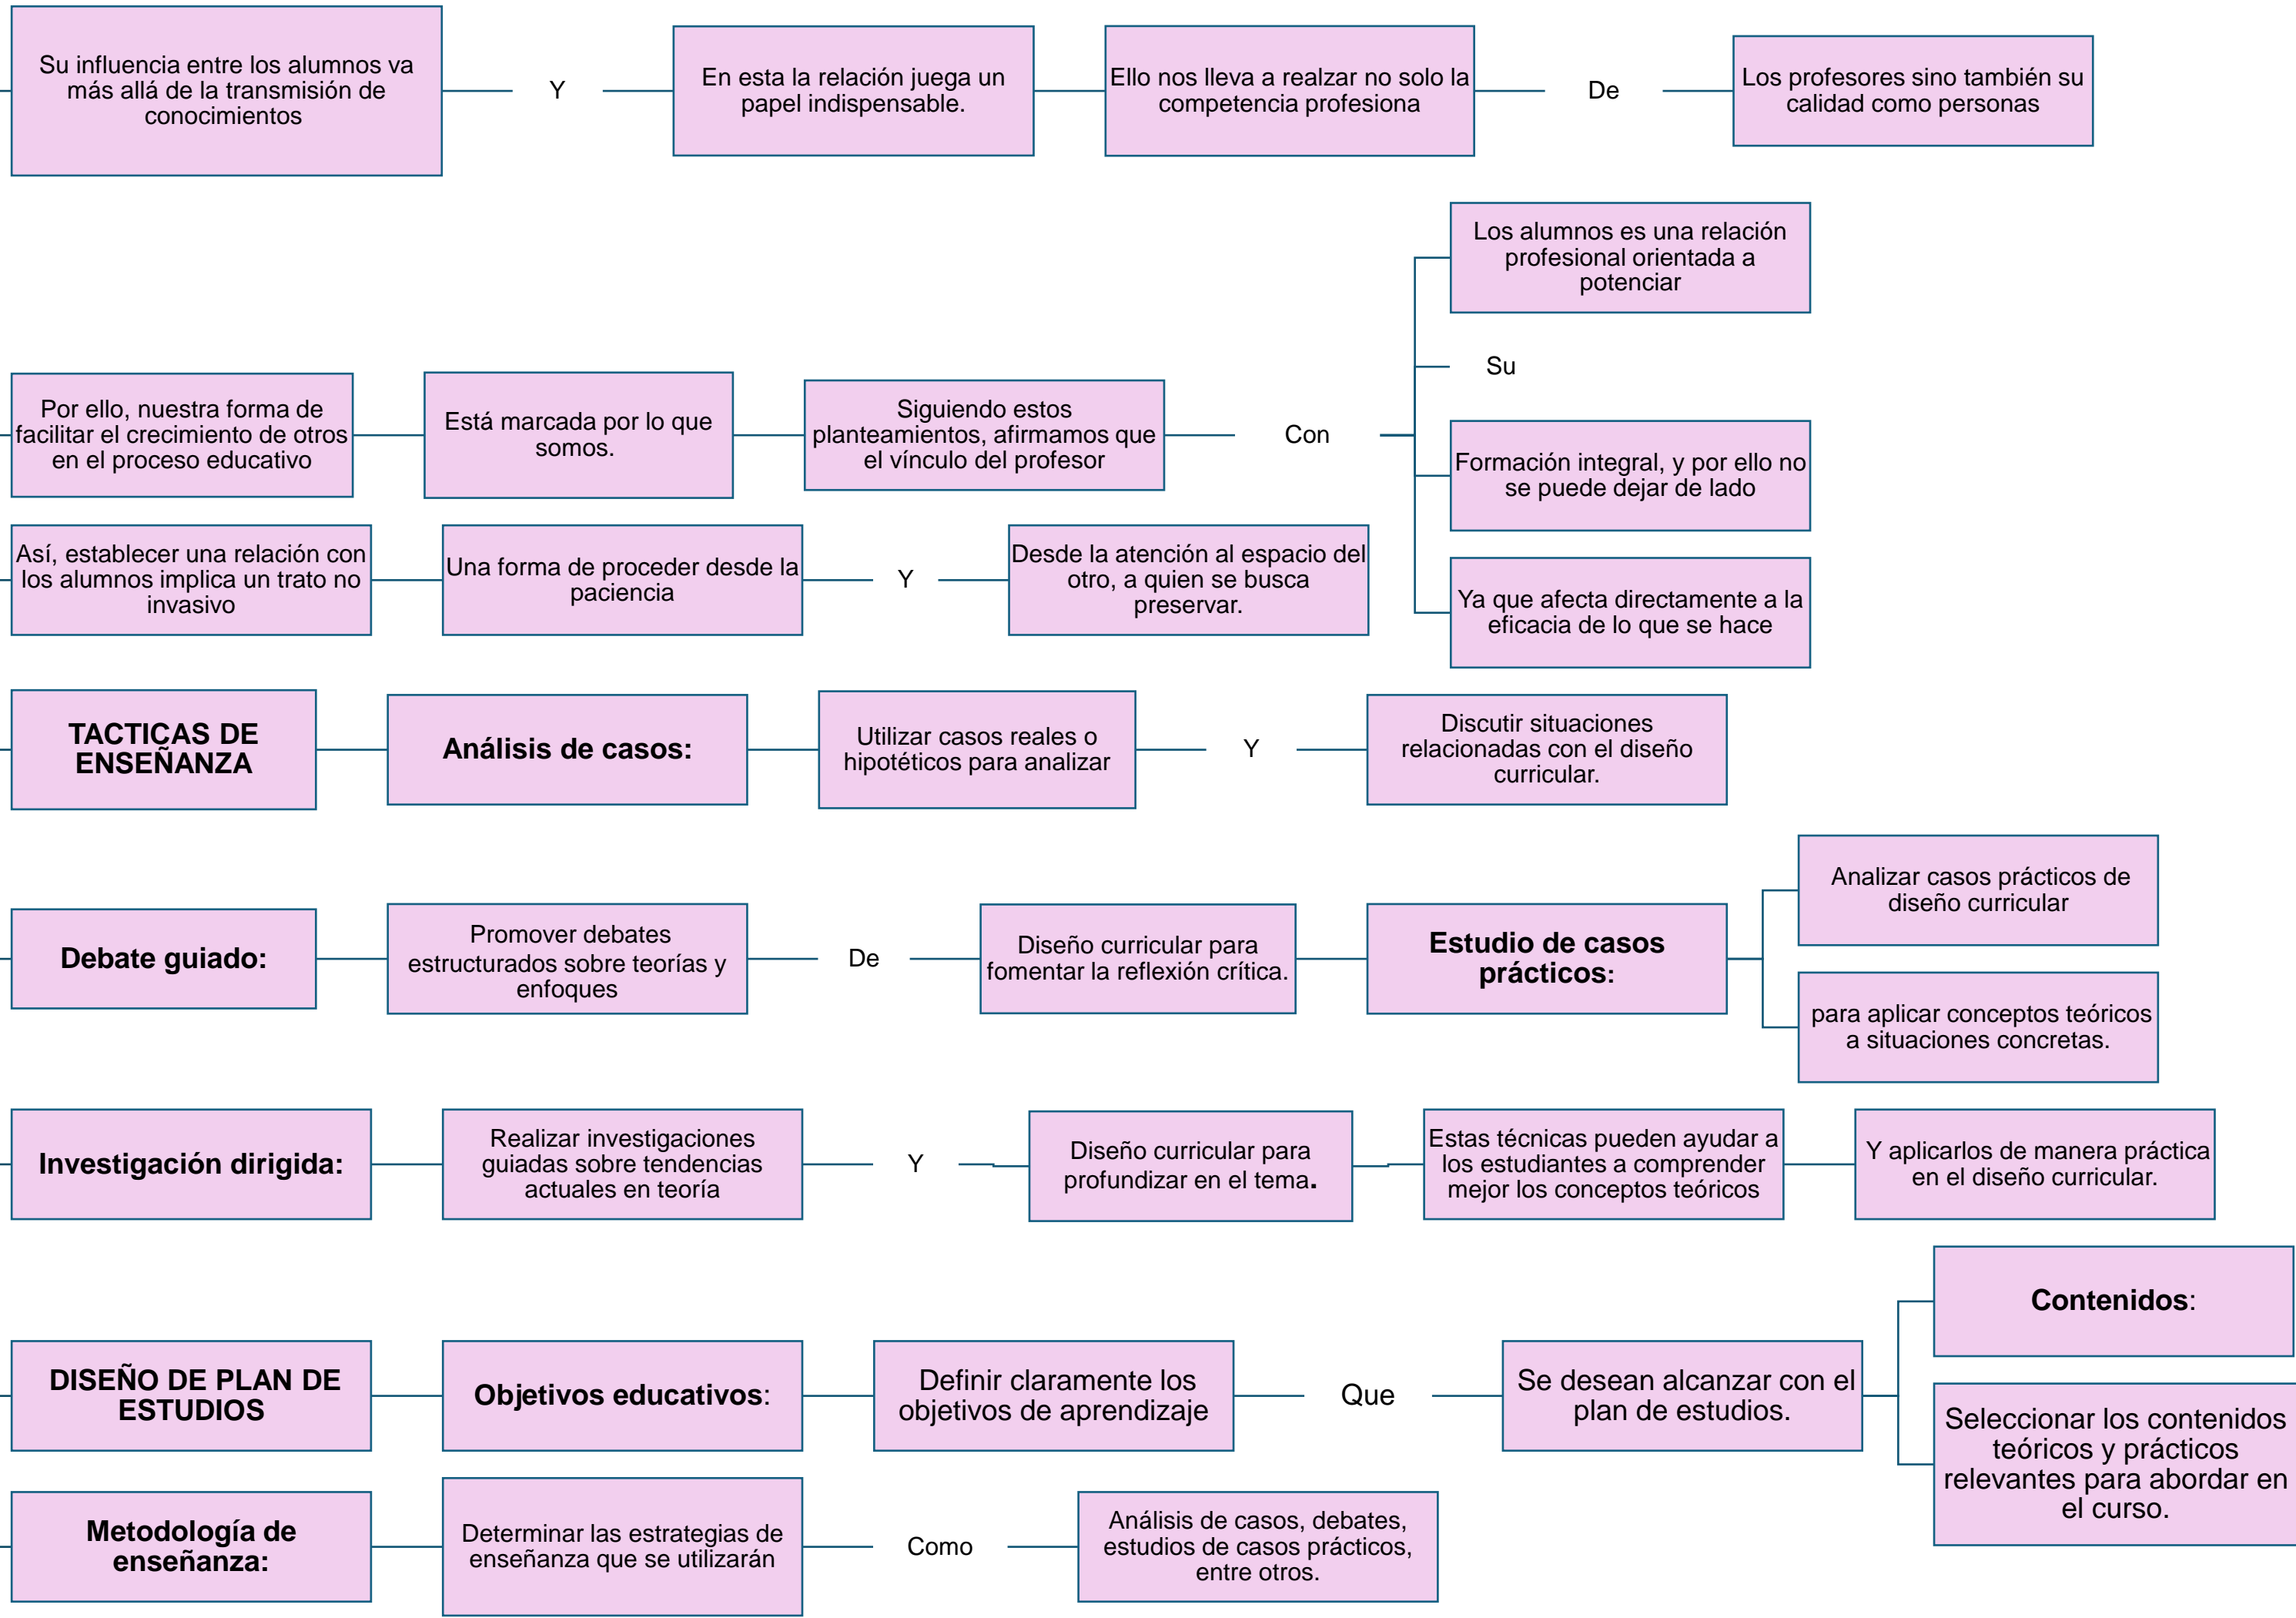 Su influencia entre los alumnos va
más allá de la transmisión de
conocimientos
Y
En esta la relación juega un
papel indispensable.
Ello nos lleva a realzar no solo la
competencia profesiona
De
Los profesores sino también su
calidad como personas
Por ello, nuestra forma de
facilitar el crecimiento de otros
en el proceso educativo
Está marcada por lo que
somos.
Siguiendo estos
planteamientos, afirmamos que
el vínculo del profesor
Con
Los alumnos es una relación
profesional orientada a
potenciar
Su
Formación integral, y por ello no
se puede dejar de lado
Ya que afecta directamente a la
eficacia de lo que se hace
Así, establecer una relación con
los alumnos implica un trato no
invasivo
Una forma de proceder desde la
paciencia
Y
Desde la atención al espacio del
otro, a quien se busca
preservar.
TACTICAS DE
ENSEÑANZA
Análisis de casos:
Utilizar casos reales o
hipotéticos para analizar
Y
Discutir situaciones
relacionadas con el diseño
curricular.
Debate guiado:
Promover debates
estructurados sobre teorías y
enfoques
De
Diseño curricular para
fomentar la reflexión crítica.
Estudio de casos
prácticos:
Analizar casos prácticos de
diseño curricular
para aplicar conceptos teóricos
a situaciones concretas.
Investigación dirigida:
Realizar investigaciones
guiadas sobre tendencias
actuales en teoría
Y
Diseño curricular para
profundizar en el tema.
Estas técnicas pueden ayudar a
los estudiantes a comprender
mejor los conceptos teóricos
Y aplicarlos de manera práctica
en el diseño curricular.
DISEÑO DE PLAN DE
ESTUDIOS
Objetivos educativos:
Definir claramente los
objetivos de aprendizaje
Que
Se desean alcanzar con el
plan de estudios.
Contenidos:
Seleccionar los contenidos
teóricos y prácticos
relevantes para abordar en
el curso.
Metodología de
enseñanza:
Determinar las estrategias de
enseñanza que se utilizarán
Como
Análisis de casos, debates,
estudios de casos prácticos,
entre otros.